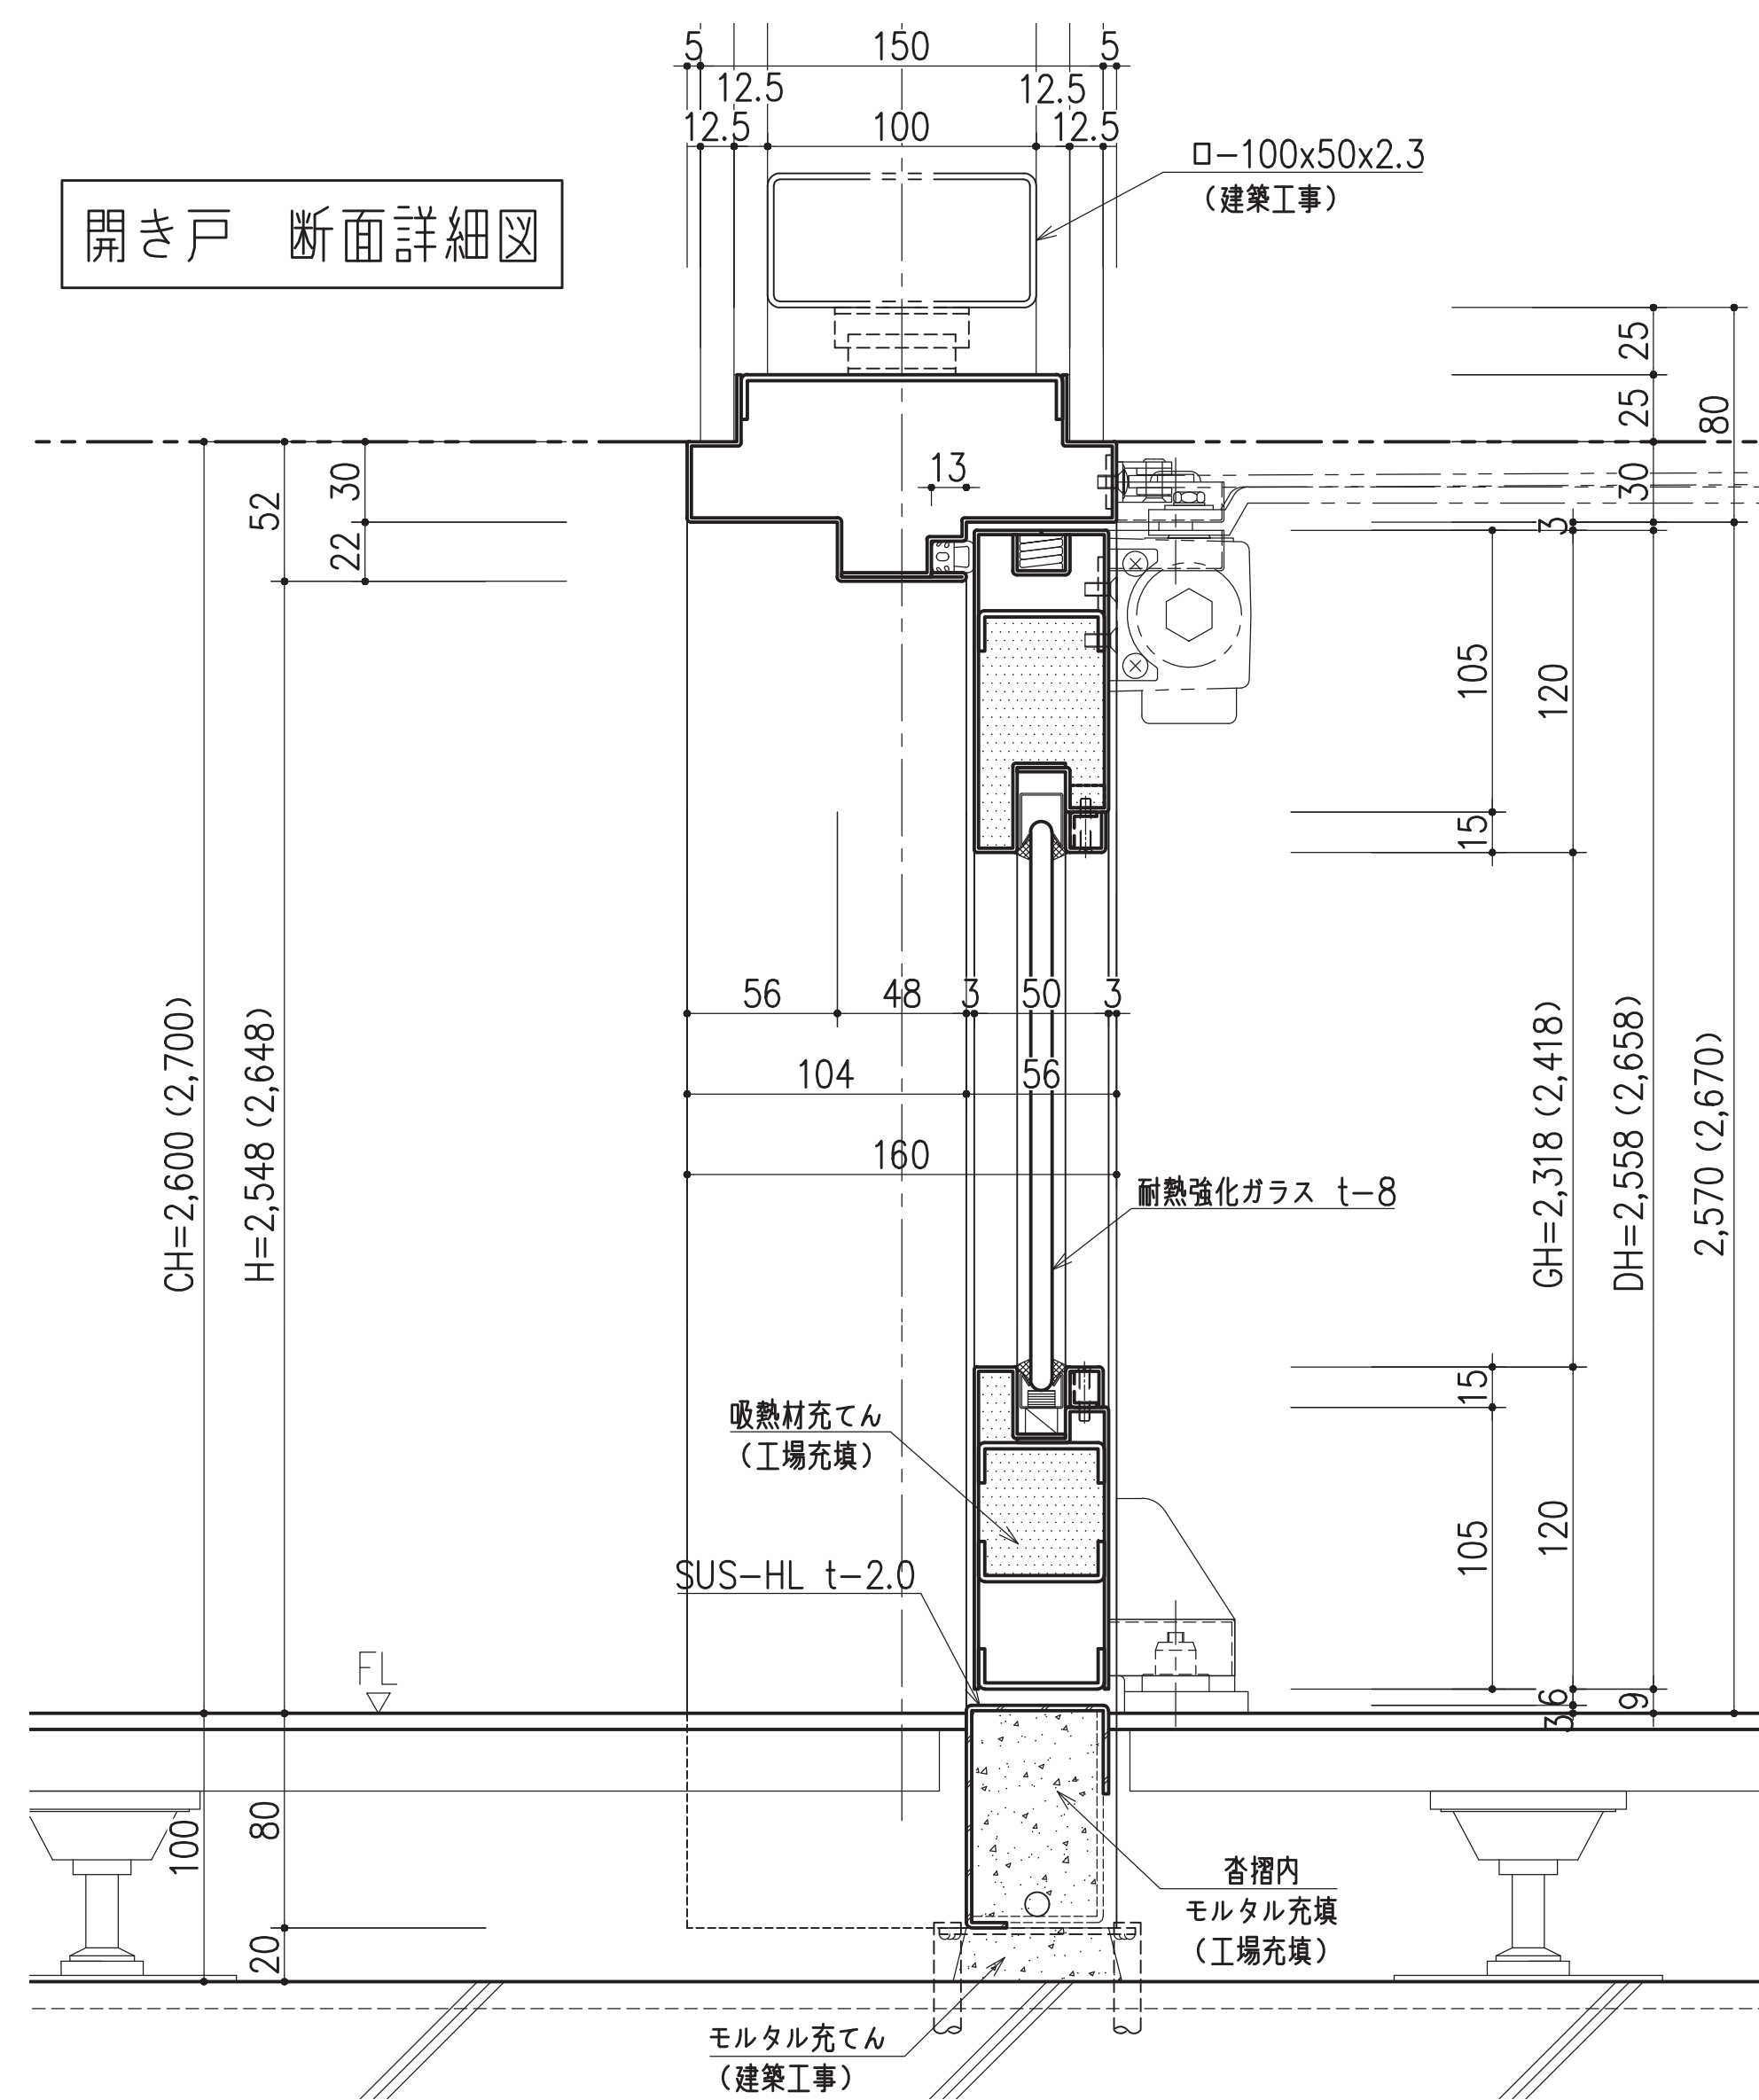 5 150 5
12.5 12.5
12.5 100 12.5
□-100x50x2.3
(建築工事)
開き戸 断面詳細図
25
25
80
30
3
52
30
22
13
105
120
15
56 48 3 50 3
104 56
160
CH=2,600 (2,700)
H=2,548 (2,648)
GH=2,318 (2,418)
DH=2,558 (2,658)
2,570 (2,670)
耐熱強化ガラス t-8
15
105
120
吸熱材充てん
(工場充填)
SUS-HL t-2.0
FL
6
3
9
100
80
20
沓摺内
モルタル充填
(工場充填)
モルタル充てん
(建築工事)